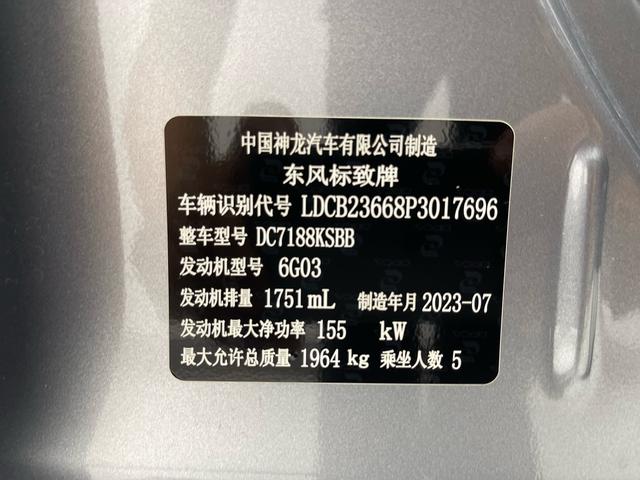 中国神龙汽车有限公司制造
东风标致牌
车辆识别代号 LDCB23668P3017696
整车型号 DC7188KSBB
发动机型号 6G03
发动机排量 1751mL 制造年月 2023-07
发动机最大净功率 155 kW
最大允许总质量 1964 kg 乘坐人数 5